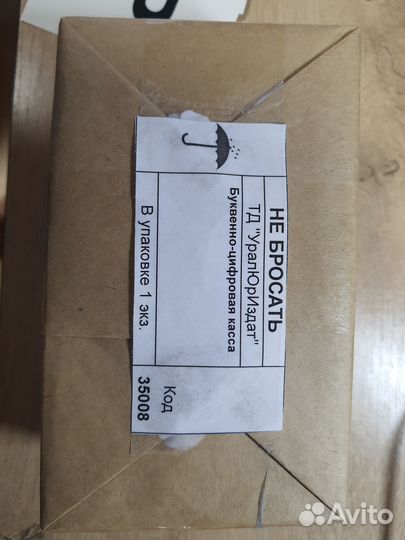 НЕ БРОСАТЬ
ТД "УралЮрИздат"
Буквенно-цифровая касса
В упаковке 1 экз.
Код
35008
Avito